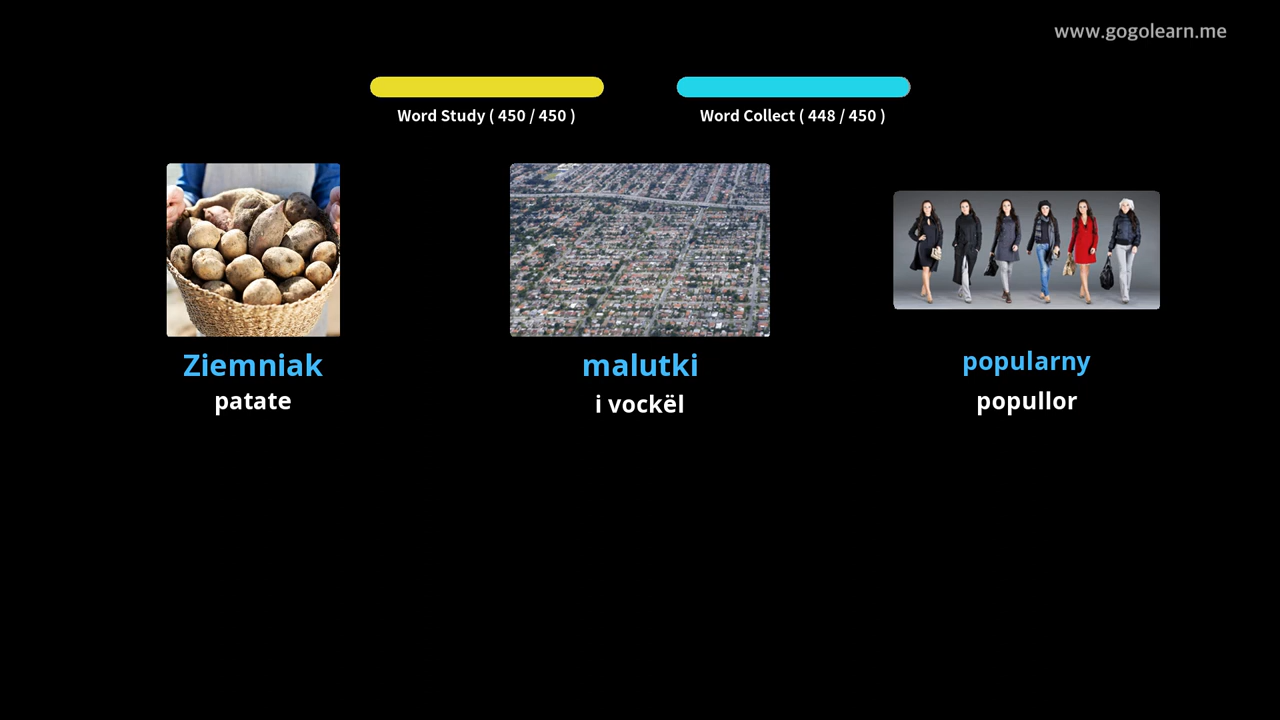 www.gogolearn.me
Word Study ( 450 / 450 )
Word Collect ( 448 / 450 )
Ziemniak
patate
malutki
i vockël
popularny
popullor